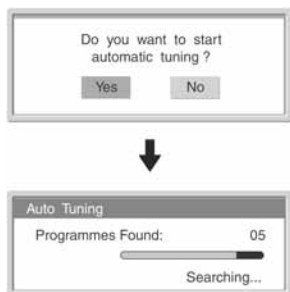 Do you want to start
automatic tuning ?
Yes No
Auto Tuning
Programmes Found: 05
Searching...